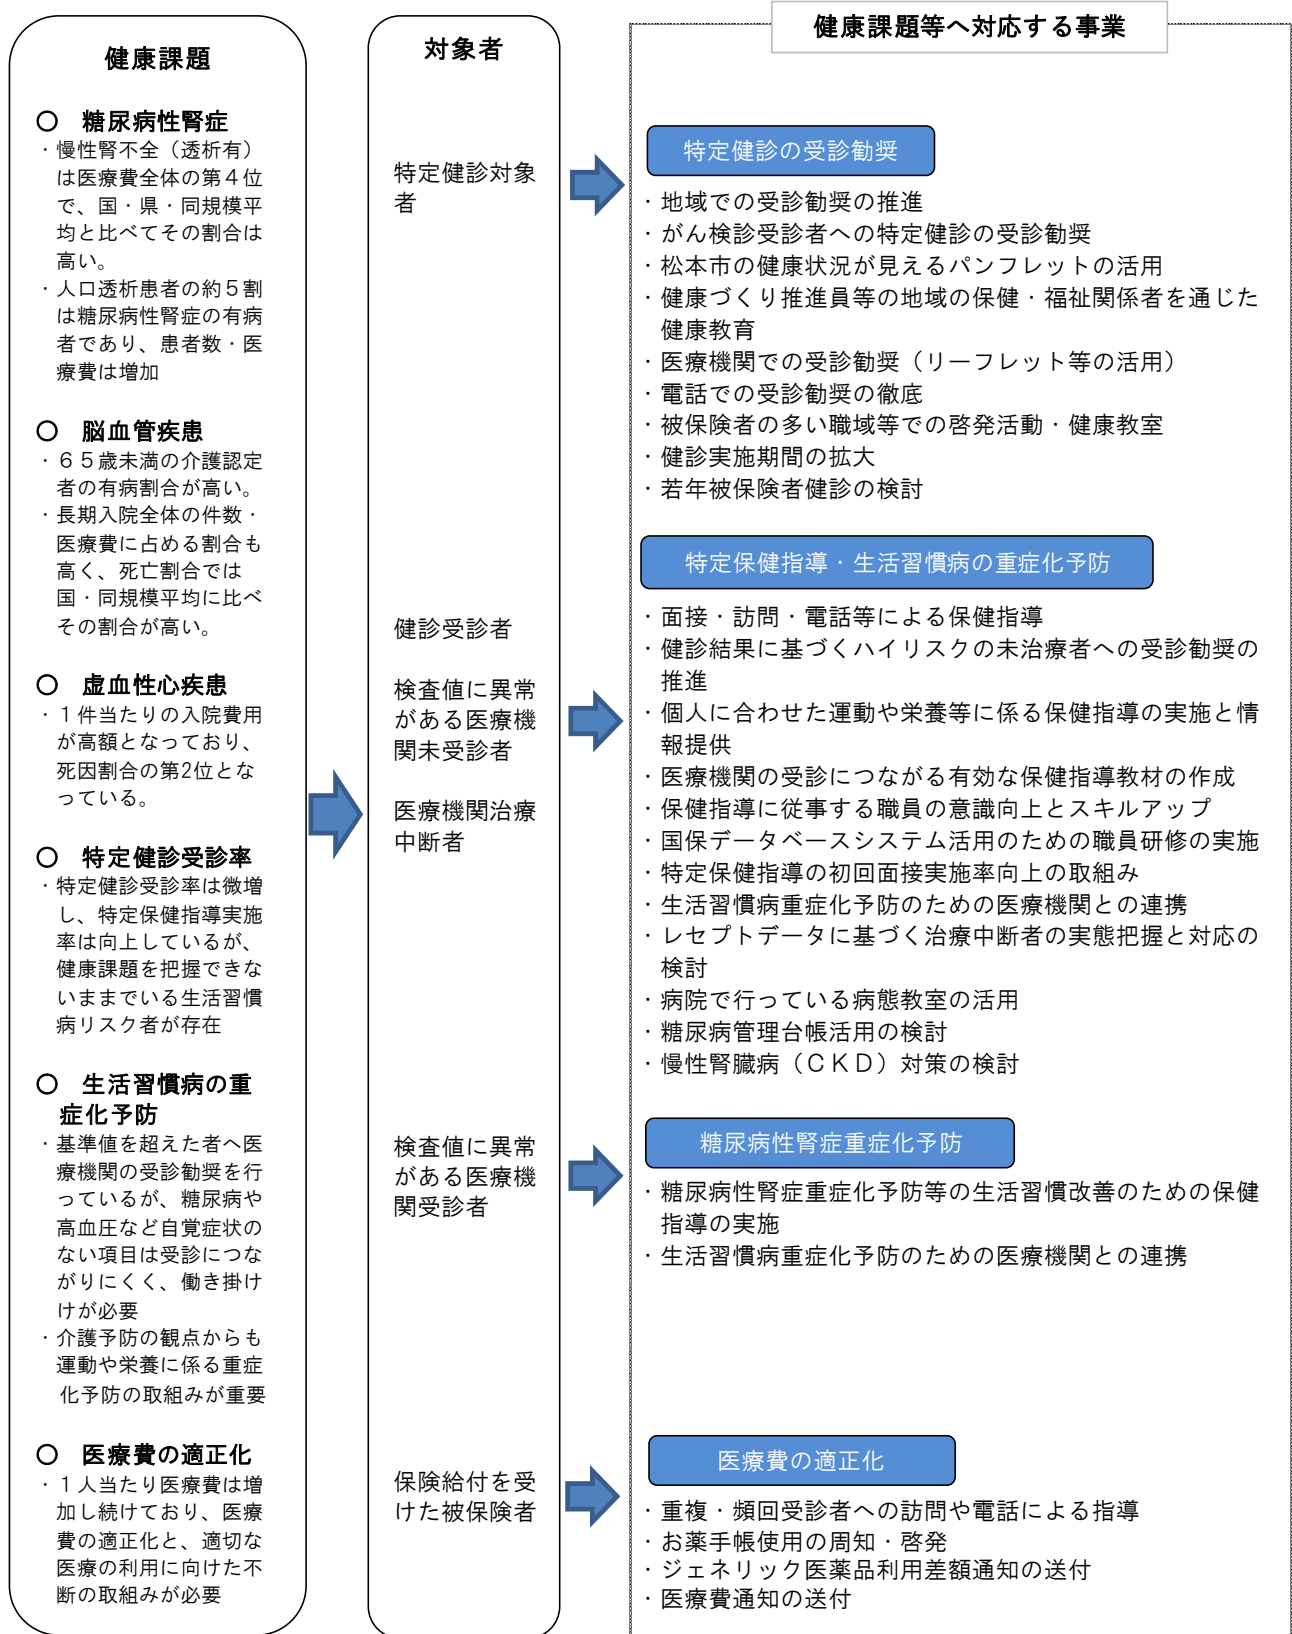 健康課題
○ 糖尿病性腎症
・慢性腎不全（透析有）
は医療費全体の第４位
で、国・県・同規模平
均と比べてその割合は
高い。
・人口透析患者の約５割
は糖尿病性腎症の有病
者であり、患者数・医
療費は増加
○ 脳血管疾患
・６５歳未満の介護認定
者の有病割合が高い。
・長期入院全体の件数・
医療費に占める割合も
高く、死亡割合では
国・同規模平均に比べ
その割合が高い。
○ 虚血性心疾患
・１件当たりの入院費用
が高額となっており、
死因割合の第2位とな
っている。
○ 特定健診受診率
・特定健診受診率は微増
し、特定保健指導実施
率は向上しているが、
健康課題を把握できな
いままでいる生活習慣
病リスク者が存在
○ 生活習慣病の重
症化予防
・基準値を超えた者へ医
療機関の受診勧奨を行
っているが、糖尿病や
高血圧など自覚症状の
ない項目は受診につな
がりにくく、働き掛け
けが必要
・介護予防の観点からも
運動や栄養に係る重症
化予防の取組みが重要
○ 医療費の適正化
・１人当たり医療費は増
加し続けており、医療
費の適正化と、適切な
医療の利用に向けた不
断の取組みが必要
対象者
特定健診対象
者
健診受診者
検査値に異常
がある医療機
関未受診者
医療機関治療
中断者
検査値に異常
がある医療機
関受診者
保険給付を受
けた被保険者
健康課題等へ対応する事業
特定健診の受診勧奨
・地域での受診勧奨の推進
・がん検診受診者への特定健診の受診勧奨
・松本市の健康状況が見えるパンフレットの活用
・健康づくり推進員等の地域の保健・福祉関係者を通じた
健康教育
・医療機関での受診勧奨（リーフレット等の活用）
・電話での受診勧奨の徹底
・被保険者の多い職域等での啓発活動・健康教室
・健診実施期間の拡大
・若年被保険者健診の検討
特定保健指導・生活習慣病の重症化予防
・面接・訪問・電話等による保健指導
・健診結果に基づくハイリスクの未治療者への受診勧奨の
推進
・個人に合わせた運動や栄養等に係る保健指導の実施と情
報提供
・医療機関の受診につながる有効な保健指導教材の作成
・保健指導に従事する職員の意識向上とスキルアップ
・国保データベースシステム活用のための職員研修の実施
・特定保健指導の初回面接実施率向上の取組み
・生活習慣病重症化予防のための医療機関との連携
・レセプトデータに基づく治療中断者の実態把握と対応の
検討
・病院で行っている病態教室の活用
・糖尿病管理台帳活用の検討
・慢性腎臓病（ＣＫＤ）対策の検討
糖尿病性腎症重症化予防
・糖尿病性腎症重症化予防等の生活習慣改善のための保健
指導の実施
・生活習慣病重症化予防のための医療機関との連携
医療費の適正化
・重複・頻回受診者への訪問や電話による指導
・お薬手帳使用の周知・啓発
・ジェネリック医薬品利用差額通知の送付
・医療費通知の送付